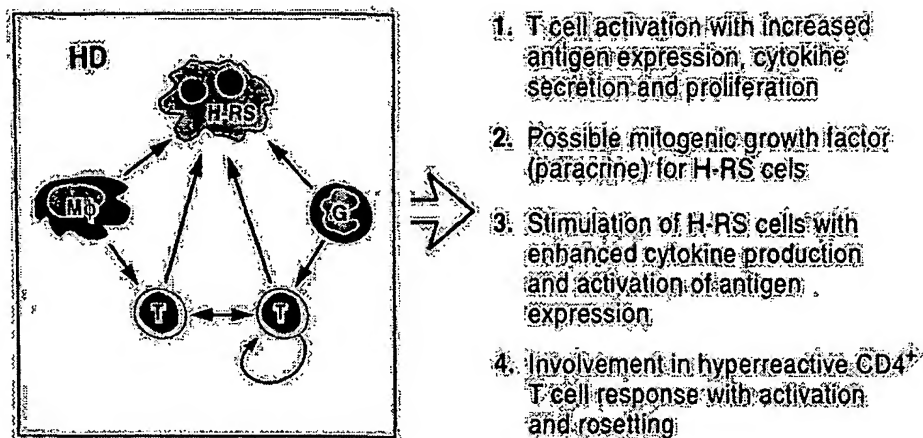 HD
H-RS
Mφ
G
T
T
1. T cell activation with increased
antigen expression, cytokine
secretion and proliferation
2. Possible mitogenic growth factor
(paracrine) for H-RS cels
3. Stimulation of H-RS cells with
enhanced cytokine production
and activation of antigen
expression
4. Involvement in hyperreactive CD4+
T cell response with activation
and rosetting